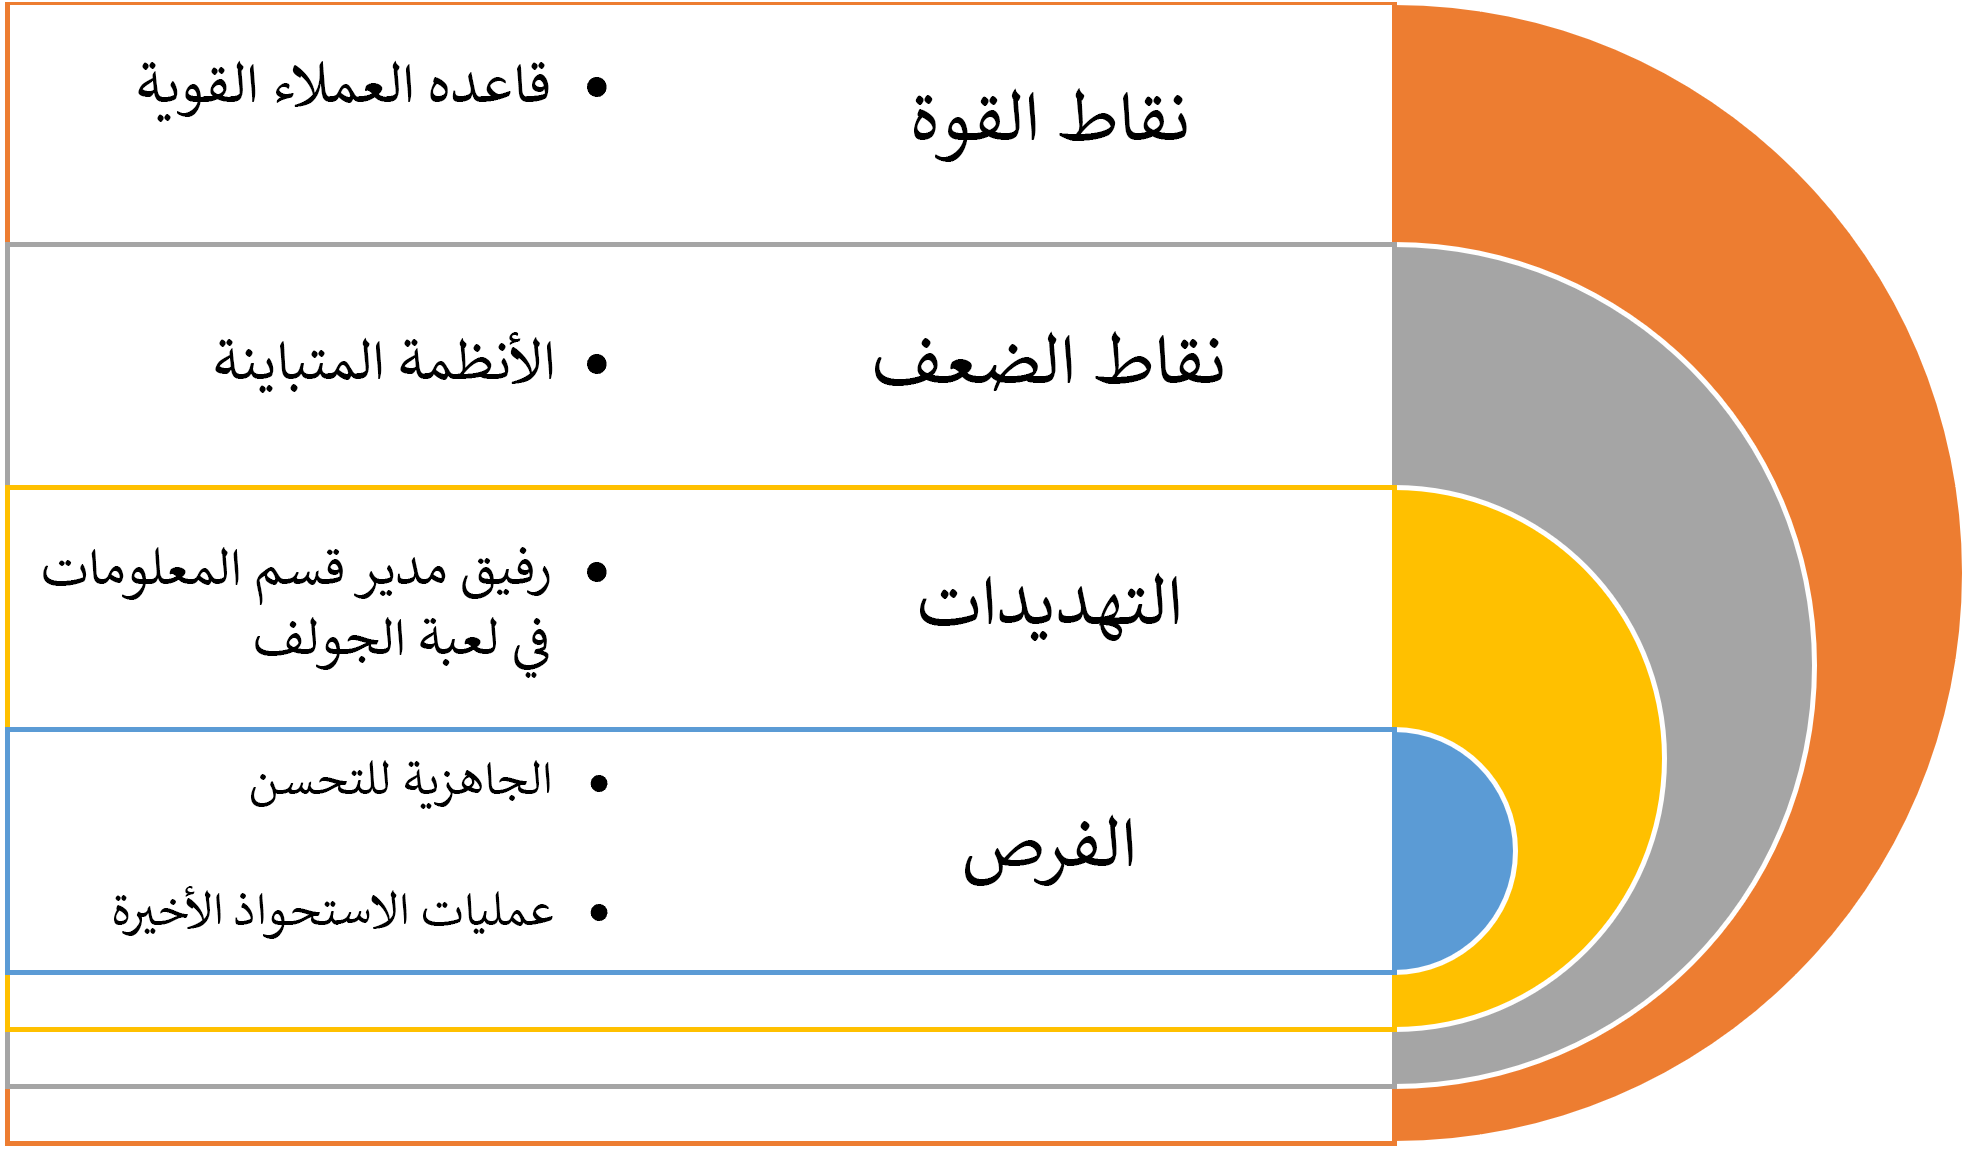 نقاط القوة
• قاعده العملاء القوية
نقاط الضعف
• الأنظمة المتباينة
التهديدات
• رفيق مدير قسم المعلومات
في لعبة الجولف
الفرص
• الجاهزية للتحسن
• عمليات الاستحواذ الأخيرة